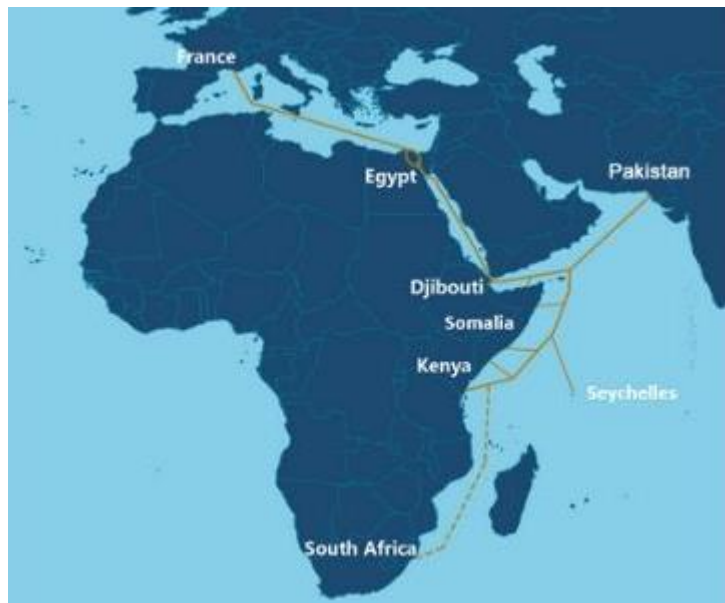 France
Egypt
Pakistan
Djibouti
Somalia
Kenya
Seychelles
South Africa